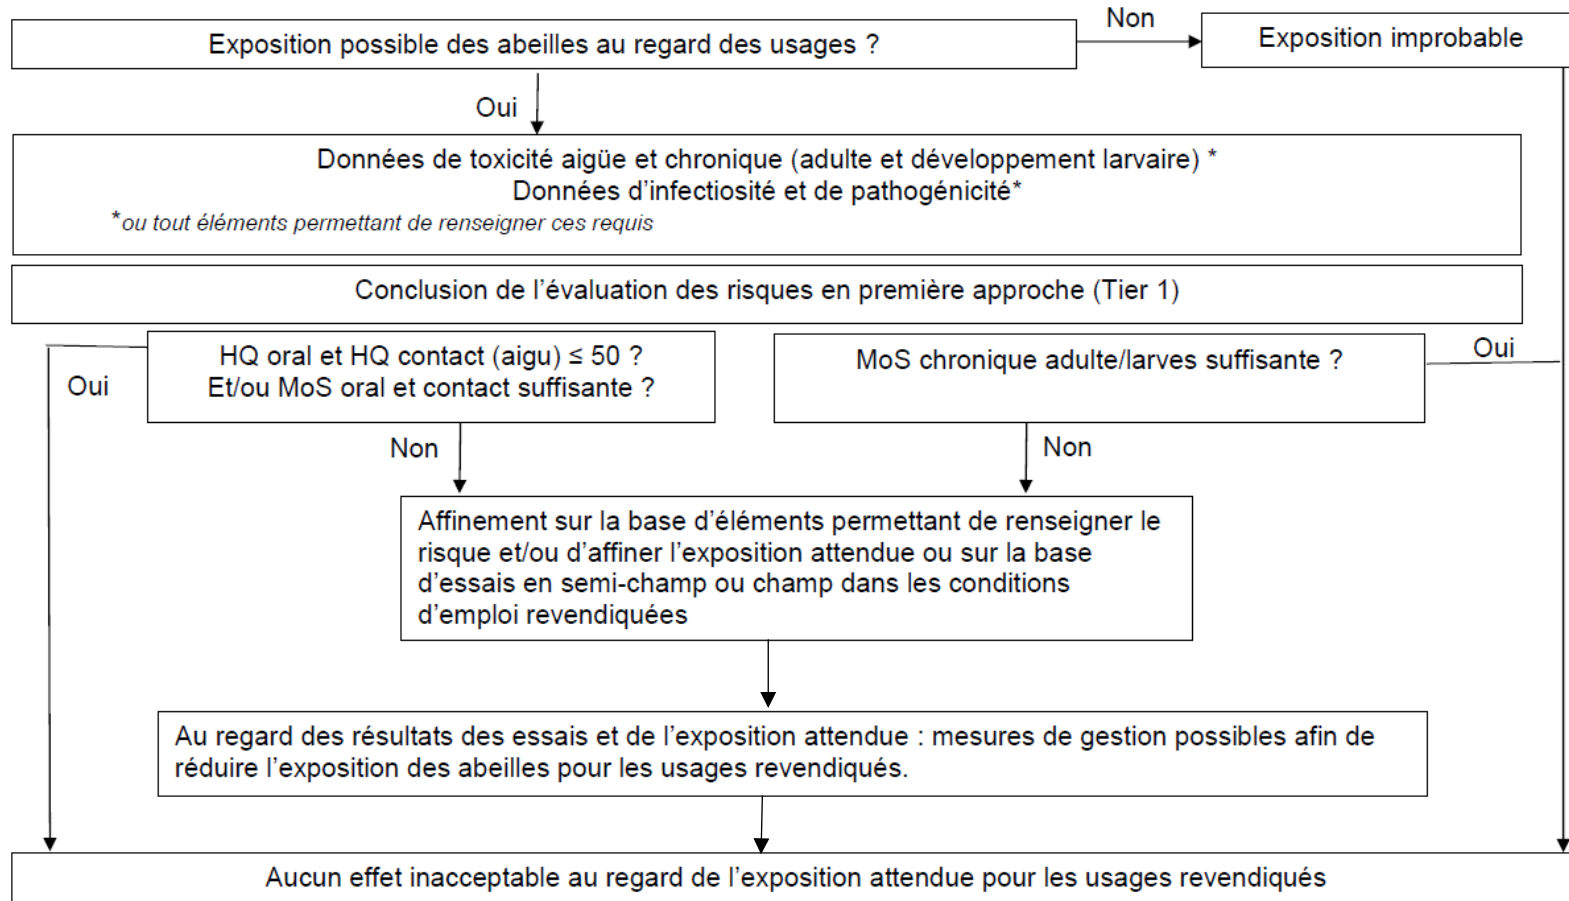 Exposition possible des abeilles au regard des usages ?
Non
Exposition improbable
Oui
Données de toxicité aigüe et chronique (adulte et développement larvaire) *
Données d'infectiosité et de pathogénicité*
*ou tout éléments permettant de renseigner ces requis
Conclusion de l'évaluation des risques en première approche (Tier 1)
HQ oral et HQ contact (aigu) ≤ 50 ?
Et/ou MoS oral et contact suffisante ?
Oui
MoS chronique adulte/larves suffisante ?
Oui
Non
Non
Affinement sur la base d'éléments permettant de renseigner le
risque et/ou d'affiner l'exposition attendue ou sur la base
d'essais en semi-champ ou champ dans les conditions
d'emploi revendiquées
Au regard des résultats des essais et de l'exposition attendue : mesures de gestion possibles afin de
réduire l'exposition des abeilles pour les usages revendiqués.
Aucun effet inacceptable au regard de l'exposition attendue pour les usages revendiqués